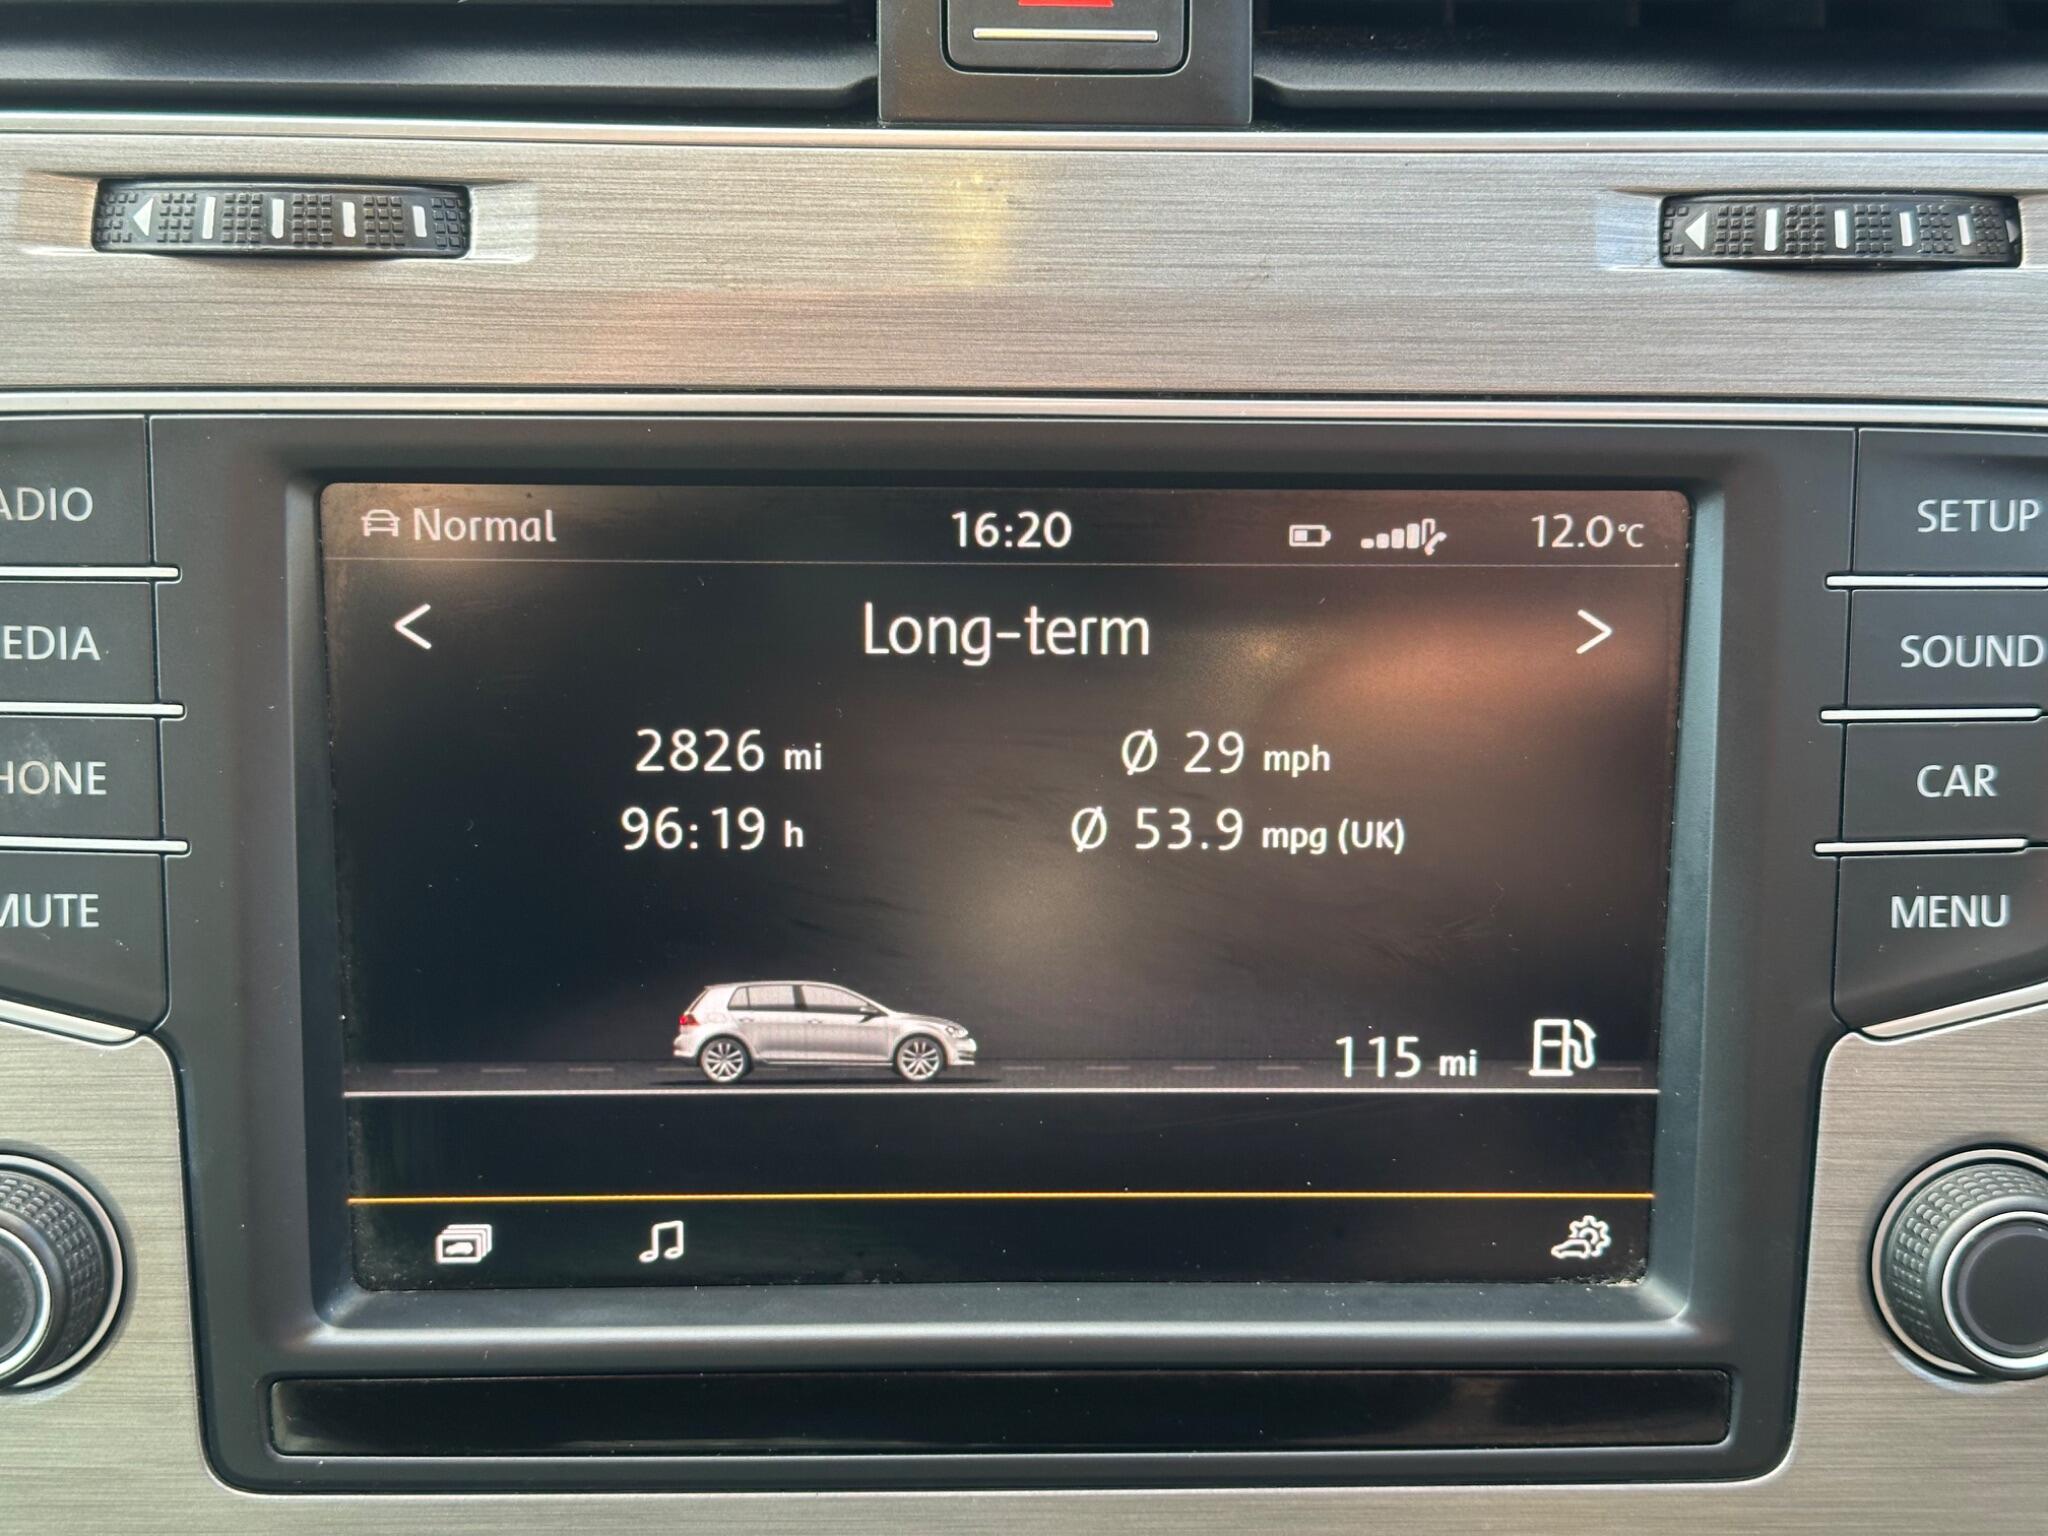 Normal 16:20 12.0°C
Long-term
2826 mi Ø 29 mph
96:19 h Ø 53.9 mpg (UK)
115 mi
ADIO
EDIA
HONE
MUTE
SETUP
SOUND
CAR
MENU